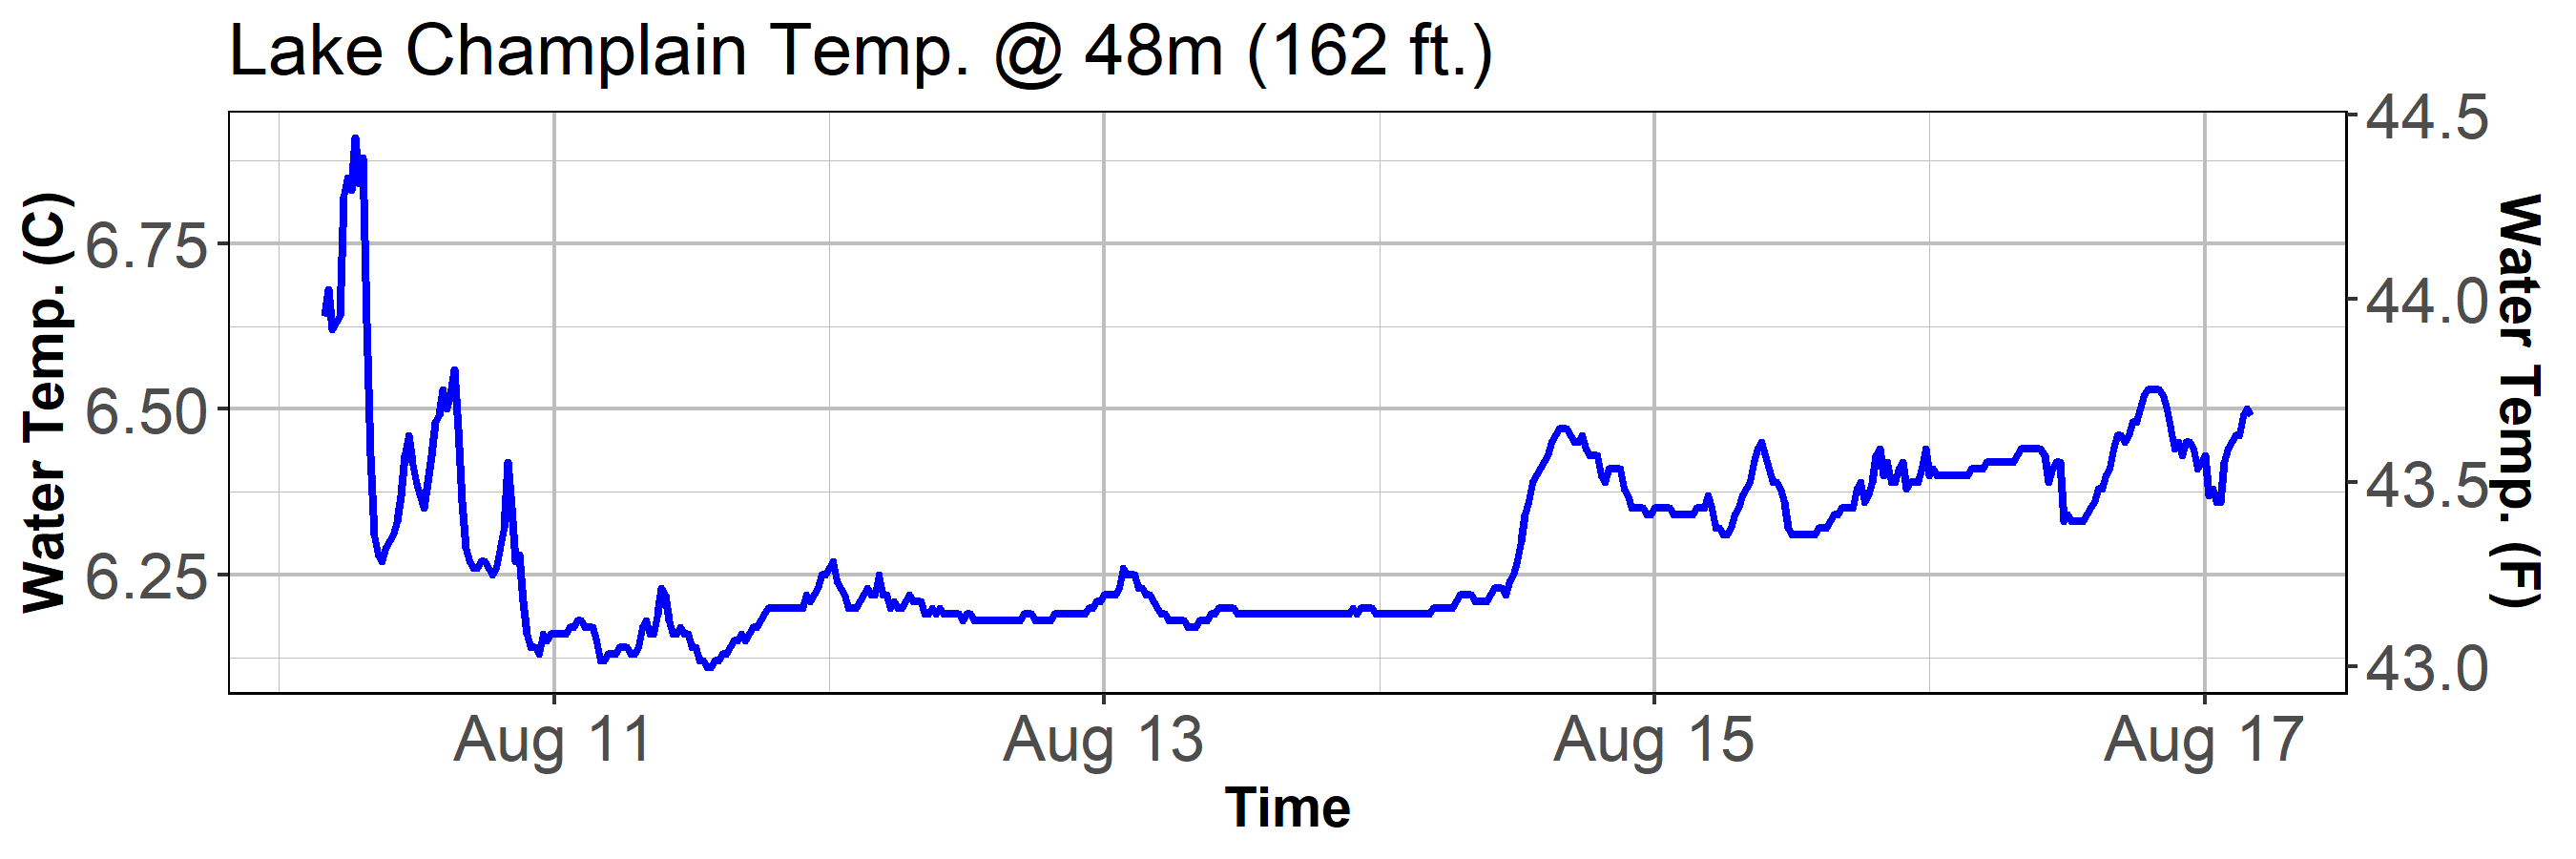 Lake Champlain Temp. @ 48m (162 ft.)
Water Temp. (C)
6.75
6.50
6.25
44.5
44.0
43.5
43.0
Water Temp. (F)
Aug 11 Aug 13 Aug 15 Aug 17
Time